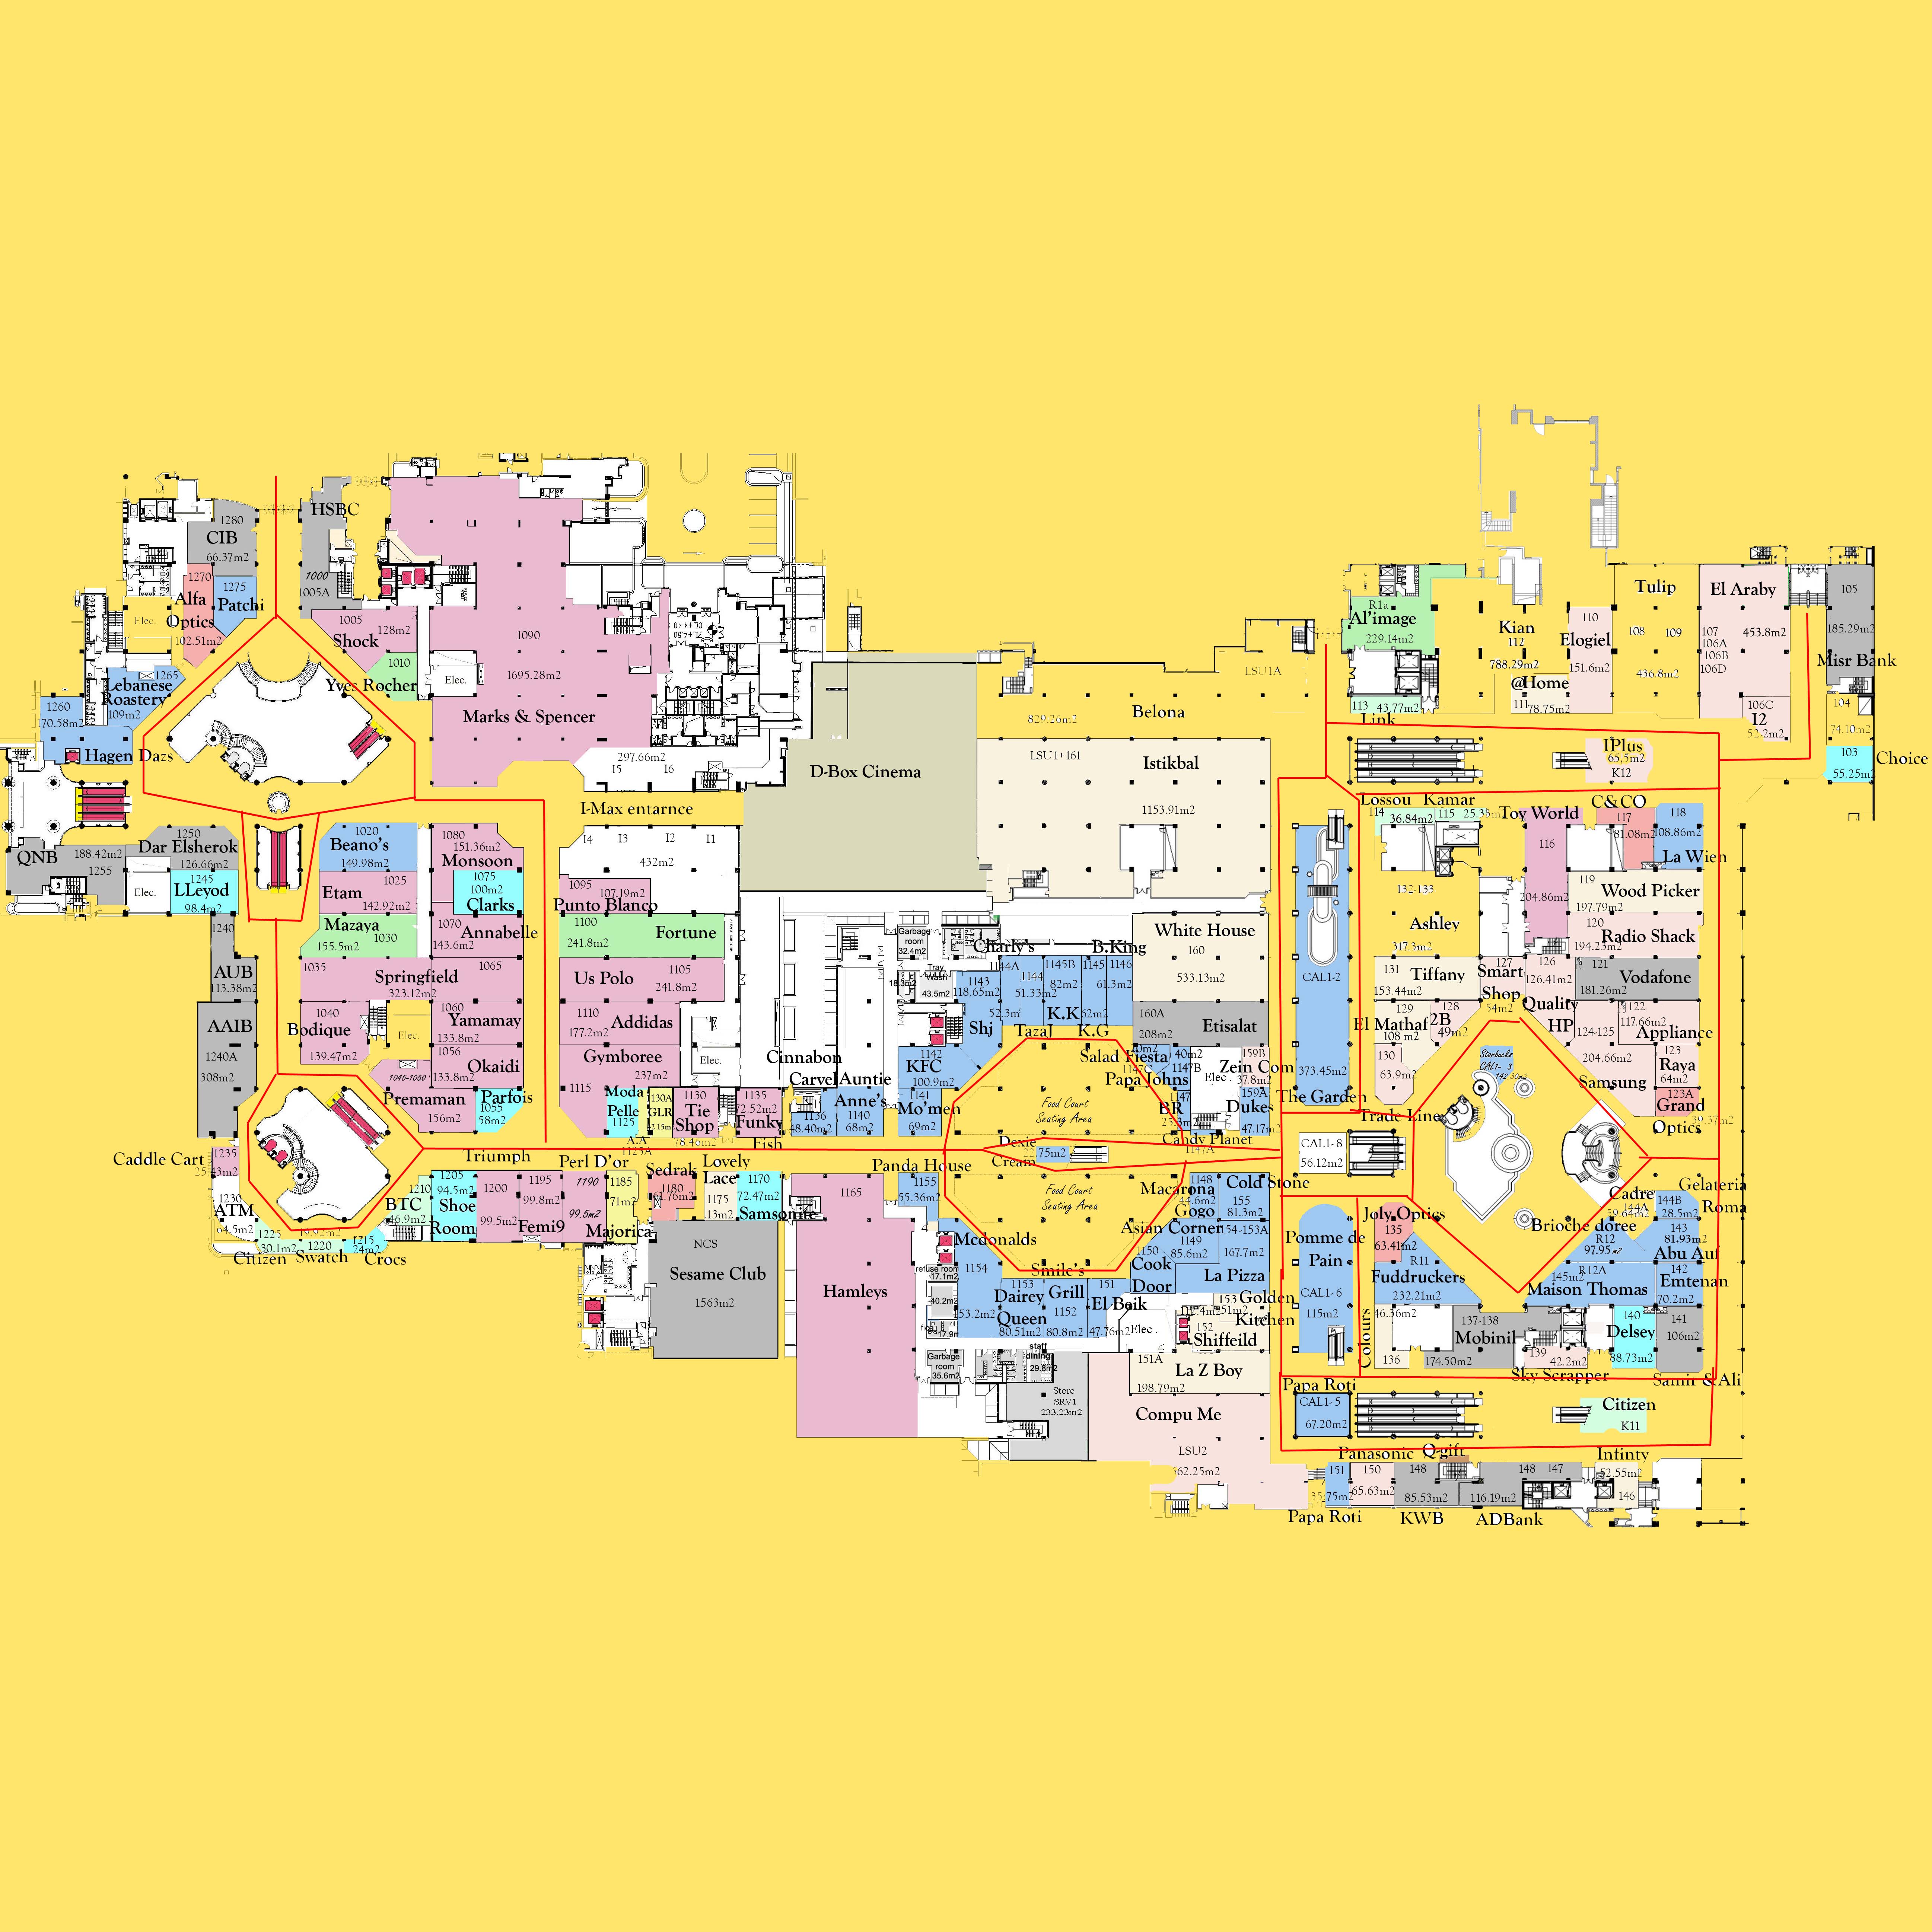 HSBC
1000
1005A
1280
CIB
66.37m2
1270
Alfa
Optics
102.51m2
1275
Patchi
Elec.
1005
128m2
Shock
1010
Yves Rocher
Elec.
1090
1695.28m2
Marks & Spencer
297.66m2
I5
I6
1265
Lebanese
Roastery
109m2
1260
170.58m2
Hagen Dazs
I-Max entarnce
D-Box Cinema
829.26m2
Belona
LSU1A
LSU1+161
Istikbal
1153.91m2
R1a
Al'image
229.14m2
113
43.77m2
Link
Kian
112
788.29m2
@Home
111
78.75m2
110
Elogiel
151.6m2
Tulip
108
109
436.8m2
El Araby
107
453.8m2
106A
106B
106D
106C
I2
52.2m2
105
185.29m2
Misr Bank
104
74.10m2
103
55.25m2
Choice
IPlus
65,5m2
K12
QNB
188.42m2
1255
1250
Dar Elsherok
126.66m2
Elec.
1245
LLeyod
98.4m2
1240
AUB
113.38m2
AAIB
1240A
308m2
1020
Beano's
149.98m2
1025
Etam
142.92m2
Mazaya
1030
155.5m2
1035
1065
Springfield
323.12m2
1040
Bodique
139.47m2
Elec.
1080
151.36m2
Monsoon
1075
100m2
Clarks
1070
Annabelle
143.6m2
1060
Yamamay
133.8m2
1056
Okaidi
133.8m2
1045-1050
Premaman
156m2
Parfois
1055
58m2
I4
I3
I2
I1
432m2
1095
107.19m2
Punto Blanco
1100
Fortune
241.8m2
1105
Us Polo
241.8m2
1110
Addidas
177.2m2
Gymboree
237m2
1115
Elec.
Moda
Pelle
1125
1130A
GLR
A.A
1125A
1130
Tie
Shop
78.46m2
1135
72.52m2
Funky
Fish
Cinnabon
Carvel
1136
48.40m2
Auntie
Anne's
1140
68m2
Garbage
room
32.4m2
Tray
Wash
43.5m2
18.3m2
Charly's
1144A
1143
118.65m2
Shj
52.3m
1144
51.33m2
TazaJ
1145B
82m2
K.K
K.G
1145
52m2
B.King
1146
61.3m2
1142
KFC
100.9m2
1141
Mo'men
69m2
White House
160
533.13m2
160A
Etisalat
208m2
Salad Fiesta
1147C
40m2
1147B
Papa Johns
1147
BR
25.3m2
Candy Planet
1147A
159B
Zein Com
37.8m2
Elec .
159A
Dukes
47.17m2
Food Court
Seating Area
Dexie
Cream
22.75m2
Food Court
Seating Area
CAL1-2
373.45m2
The Garden
CAL1-8
56.12m2
Lossou
114
36.84m2
Kamar
115
25.38m
Toy World
116
204.86m2
C&CO
117
81.08m2
118
108.86m2
La Wien
119
Wood Picker
197.79m2
120
Radio Shack
194.23m2
132-133
Ashley
317.3m2
131
Tiffany
153.44m2
127
Smart
Shop
54m2
126
126.41m2
Quality
121
Vodafone
181.26m2
129
El Mathaf
108 m2
128
2B
49m2
HP
124-125
204.66m2
122
117.66m2
Appliance
123
Raya
64m2
Samsung
123A
Grand
Optics
39.37m2
130
63.9m2
Trade Line
Starbucks
CAL1- 3
142.30m2
Caddle Cart
1235
1230
ATM
64.5m2
1225
30.1m2
Citizen
1220
Swatch
1215
24m2
Crocs
BTC
1210
46.9m2
1205
94.5m2
Shoe
Room
Triumph
1200
99.5m2
1195
99.8m2
Femi9
Perl D'or
1190
99.5m2
1185
71m2
Majorica
Sedrak
1180
61.76m2
Lovely
Lace
1175
13m2
1170
72.47m2
Samsonite
NCS
Sesame Club
1563m2
1165
Hamleys
Panda House
1155
55.36m2
Mcdonalds
1154
153.2m2
refuse room
17.1m2
40.2m2
Garbage
room
35.6m2
staff
dining
29.8m2
Store
SRV1
233.23m2
1153
Dairey
Queen
80.51m2
Smile's
Grill
1152
80.8m2
151
El Baik
47.76m2
Macarona
1148
44.6m2
Gogo
Cold Stone
155
81.3m2
Asian Corner
154-153A
1149
85.6m2
167.7m2
1150
Cook
Door
La Pizza
Elec .
153
51m2
Golden
Kitchen
12.4m2
152
Shiffeild
151A
La Z Boy
198.79m2
Compu Me
LSU2
662.25m2
Pomme de
Pain
CAL1- 6
115m2
Papa Roti
CAL1- 5
67.20m2
Joly Optics
135
63.41m2
R11
Fuddruckers
232.21m2
Colours
46.36m2
136
137-138
Mobinil
174.50m2
139
42.2m2
Sky Scrapper
Cadre
144A
59.64m2
Brioche doree
R12
97.95 m2
R12A
145m2
Maison Thomas
Gelateria
144B
Roma
28.5m2
143
81.93m2
Abu Auf
142
Emtenan
70.2m2
140
Delsey
88.73m2
141
106m2
Samir &Ali
Citizen
K11
151
35.75m2
Papa Roti
Panasonic
150
65.63m2
Q-gift
148
85.53m2
KWB
148
147
116.19m2
ADBank
Infinty
52.55m2
146